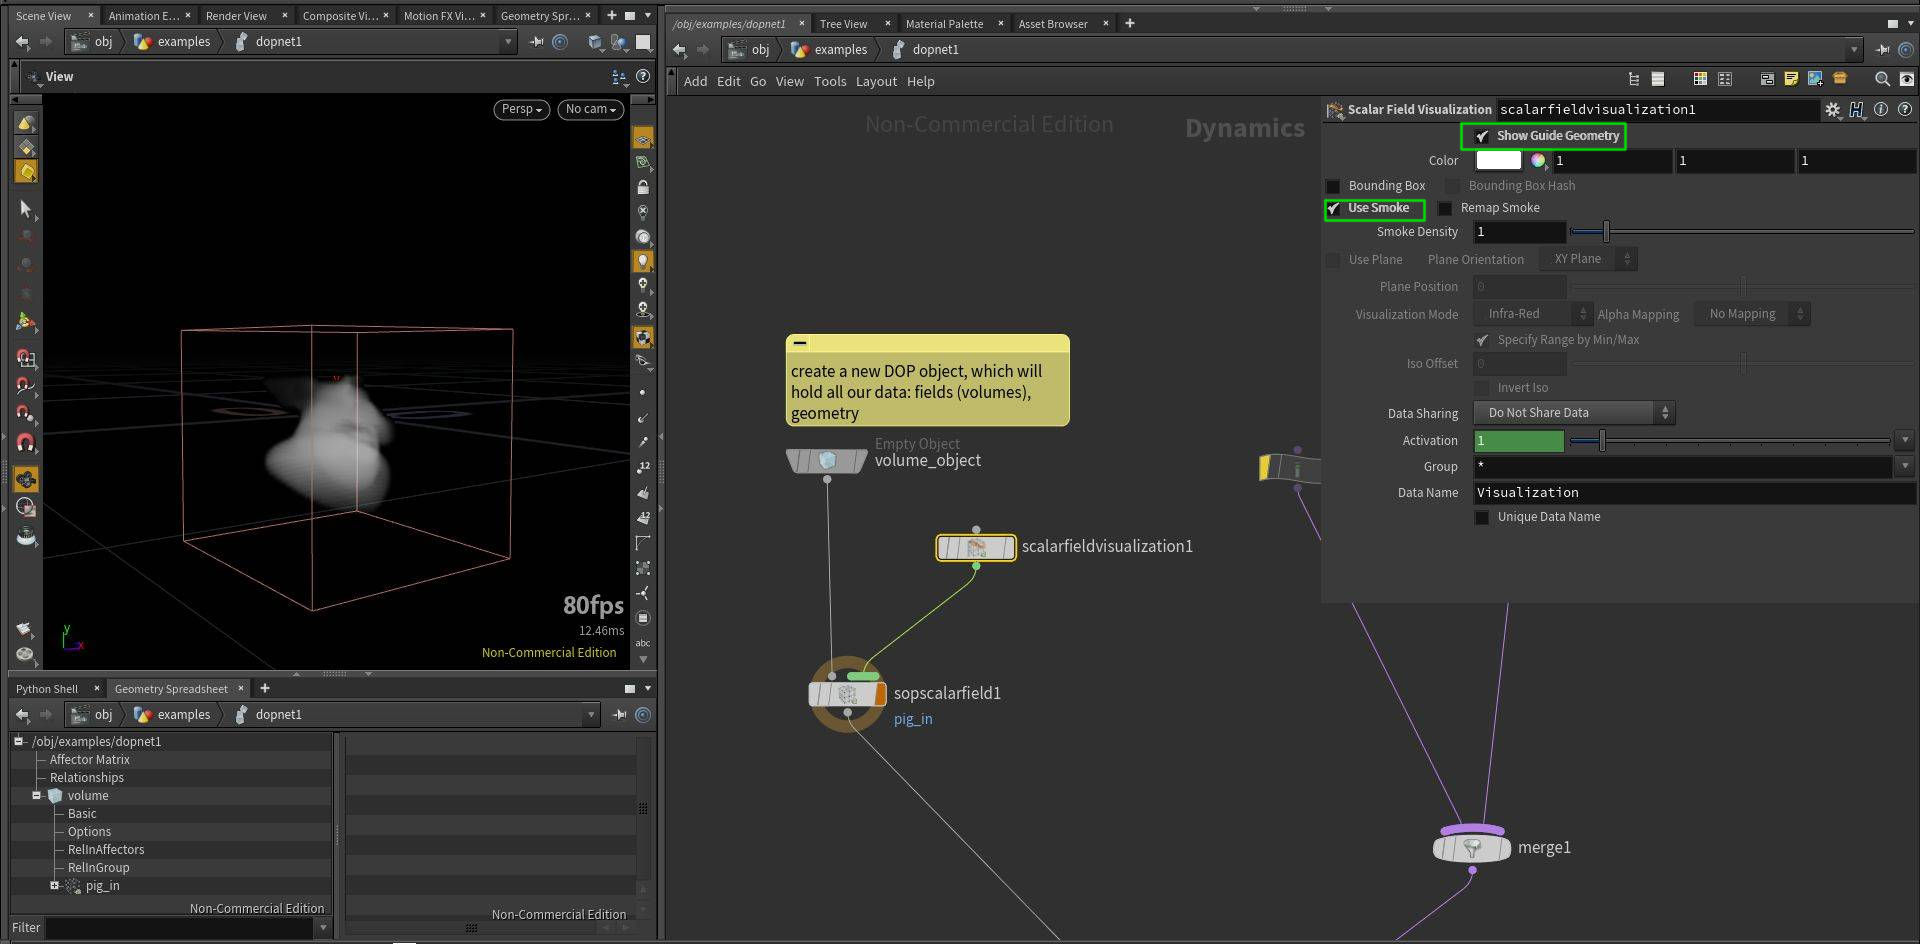 Scene View
Animation E...
Render View
Composite Vi...
Motion FX Vi...
Geometry Spr...
obj
examples
dopnet1
View
Persp
No cam
80fps
12.46ms
Non-Commercial Edition
y
x
12
12
abc
Python Shell
Geometry Spreadsheet
obj
examples
dopnet1
/obj/examples/dopnet1
Affector Matrix
Relationships
volume
Basic
Options
RelInAffectors
RelInGroup
pig_in
Non-Commercial Edition
Non-Commercial Edition
Filter
/obj/examples/dopnet1
Tree View
Material Palette
Asset Browser
obj
examples
dopnet1
Add
Edit
Go
View
Tools
Layout
Help
Non-Commercial Edition
Dynamics
create a new DOP object, which will
hold all our data: fields (volumes),
geometry
Empty Object
volume_object
scalarfieldvisualization1
sopscalarfield1
pig_in
merge1
Scalar Field Visualization
scalarfieldvisualization1
Show Guide Geometry
Color
1
1
1
Bounding Box
Bounding Box Hash
Use Smoke
Remap Smoke
Smoke Density
1
Use Plane
Plane Orientation
XY Plane
Plane Position
0
Visualization Mode
Infra-Red
Alpha Mapping
No Mapping
Specify Range by Min/Max
Iso Offset
0
Invert Iso
Data Sharing
Do Not Share Data
Activation
1
Group
*
Data Name
Visualization
Unique Data Name